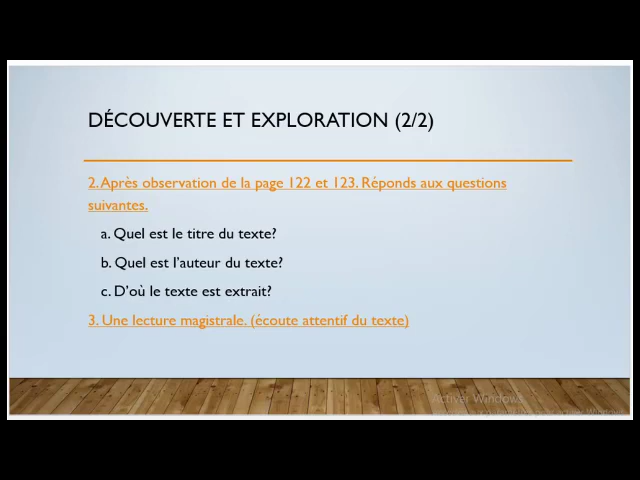 DÉCOUVERTE ET EXPLORATION (2/2)
2. Après observation de la page 122 et 123. Réponds aux questions
suivantes.
a. Quel est le titre du texte?
b. Quel est l’auteur du texte?
c. D’où le texte est extrait?
3. Une lecture magistrale. (écoute attentif du texte)
Activer Windows